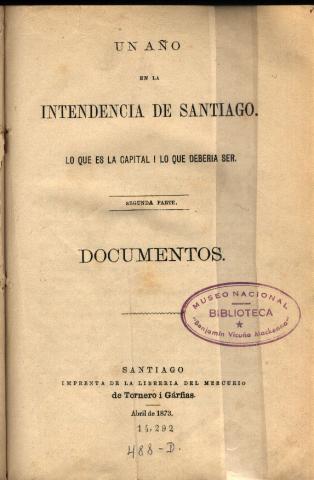 UN AÑO
EN LA
INTENDENCIA DE SANTIAGO.
LO QUE ES LA CAPITAL I LO QUE DEBERIA SER.
SEGUNDA PARTE.
DOCUMENTOS.
MUSEO NACIONAL
BIBLIOTECA
"Benjamín Vicuña Mackenna"
SANTIAGO
IMPRENTA DE LA LIBRERIA DEL MERCURIO
de Tornero i Gárfias.
Abril de 1873.
14,292
488-D.